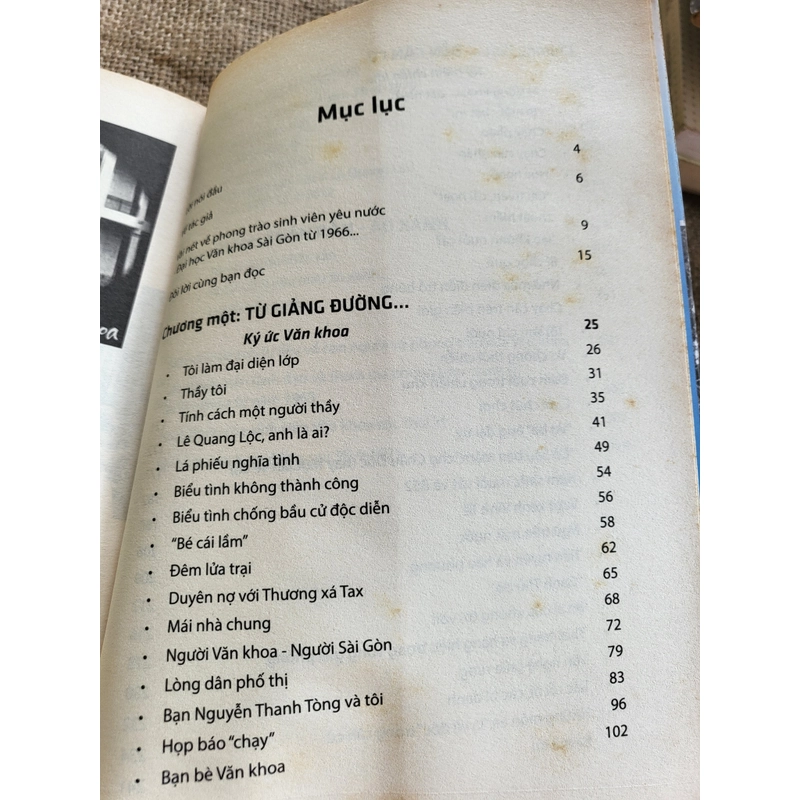 Mục lục
nói đầu 4
tác giả 6
nét về phong trào sinh viên yêu nước
Đại học Văn khoa Sài Gòn từ 1966... 9
lời cùng bạn đọc 15
Chương một: TỪ GIẢNG ĐƯỜNG...
Ký ức Văn khoa 25
• Tôi làm đại diện lớp 26
• Thầy tôi 31
• Tính cách một người thầy 35
• Lê Quang Lộc, anh là ai? 41
• Lá phiếu nghĩa tình 49
• Biểu tình không thành công 54
• Biểu tình chống bầu cử độc diễn 56
• “Bé cái lầm” 58
• Đêm lửa trại 62
• Duyên nợ với Thương xá Tax 65
• Mái nhà chung 68
• Người Văn khoa - Người Sài Gòn 72
• Lòng dân phố thị 79
• Bạn Nguyễn Thanh Tòng và tôi 83
• Họp báo “chạy” 96
• Bạn bè Văn khoa 102